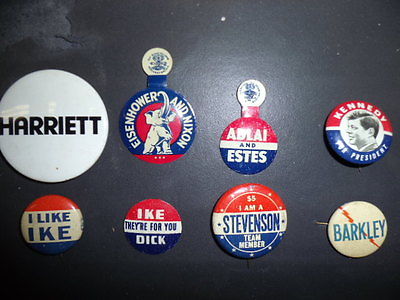 HARRIETT
EISENHOWER AND NIXON
ADLAI
AND
ESTES
KENNEDY
FOR PRESIDENT
I LIKE
IKE
IKE
THEY'RE FOR YOU
DICK
$5
I AM A
STEVENSON
TEAM
MEMBER
BARKLEY